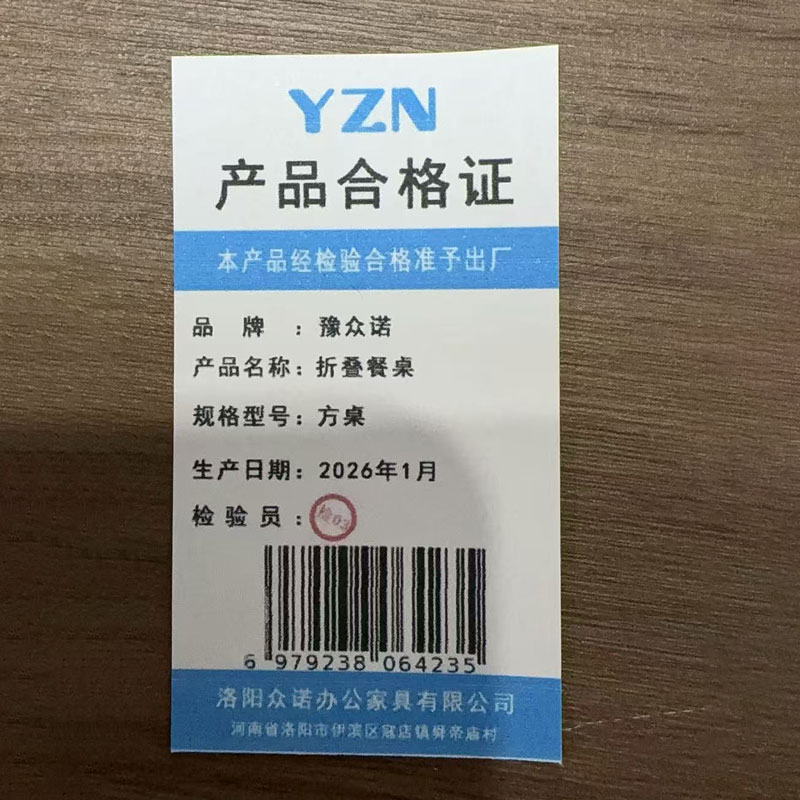 YZN
产品合格证
本产品经检验合格准予出厂
品牌：豫众诺
产品名称：折叠餐桌
规格型号：方桌
生产日期：2026年1月
检验员：检03
6 979238 064235
洛阳众诺办公家具有限公司
河南省洛阳市伊滨区寇店镇舜帝庙村